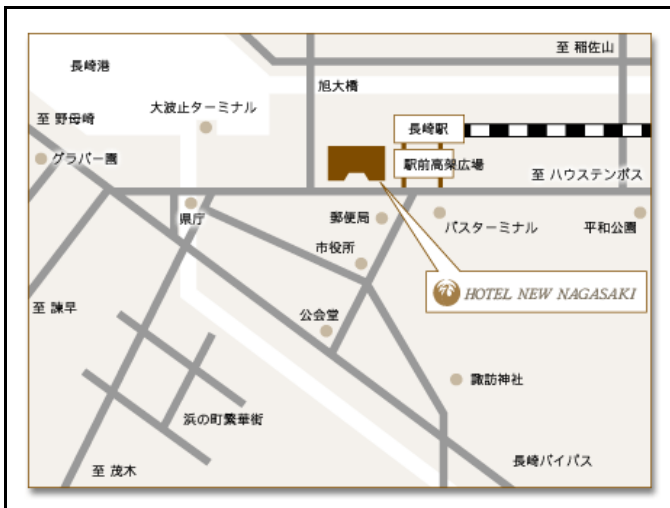 至 稲佐山
長崎港
旭大橋
大波止ターミナル
至 野母崎
長崎駅
グラバー園
駅前高架広場
至 ハウステンボス
県庁
郵便局
バスターミナル
平和公園
市役所
HOTEL NEW NAGASAKI
至 諫早
公会堂
諏訪神社
浜の町繁華街
長崎バイパス
至 茂木